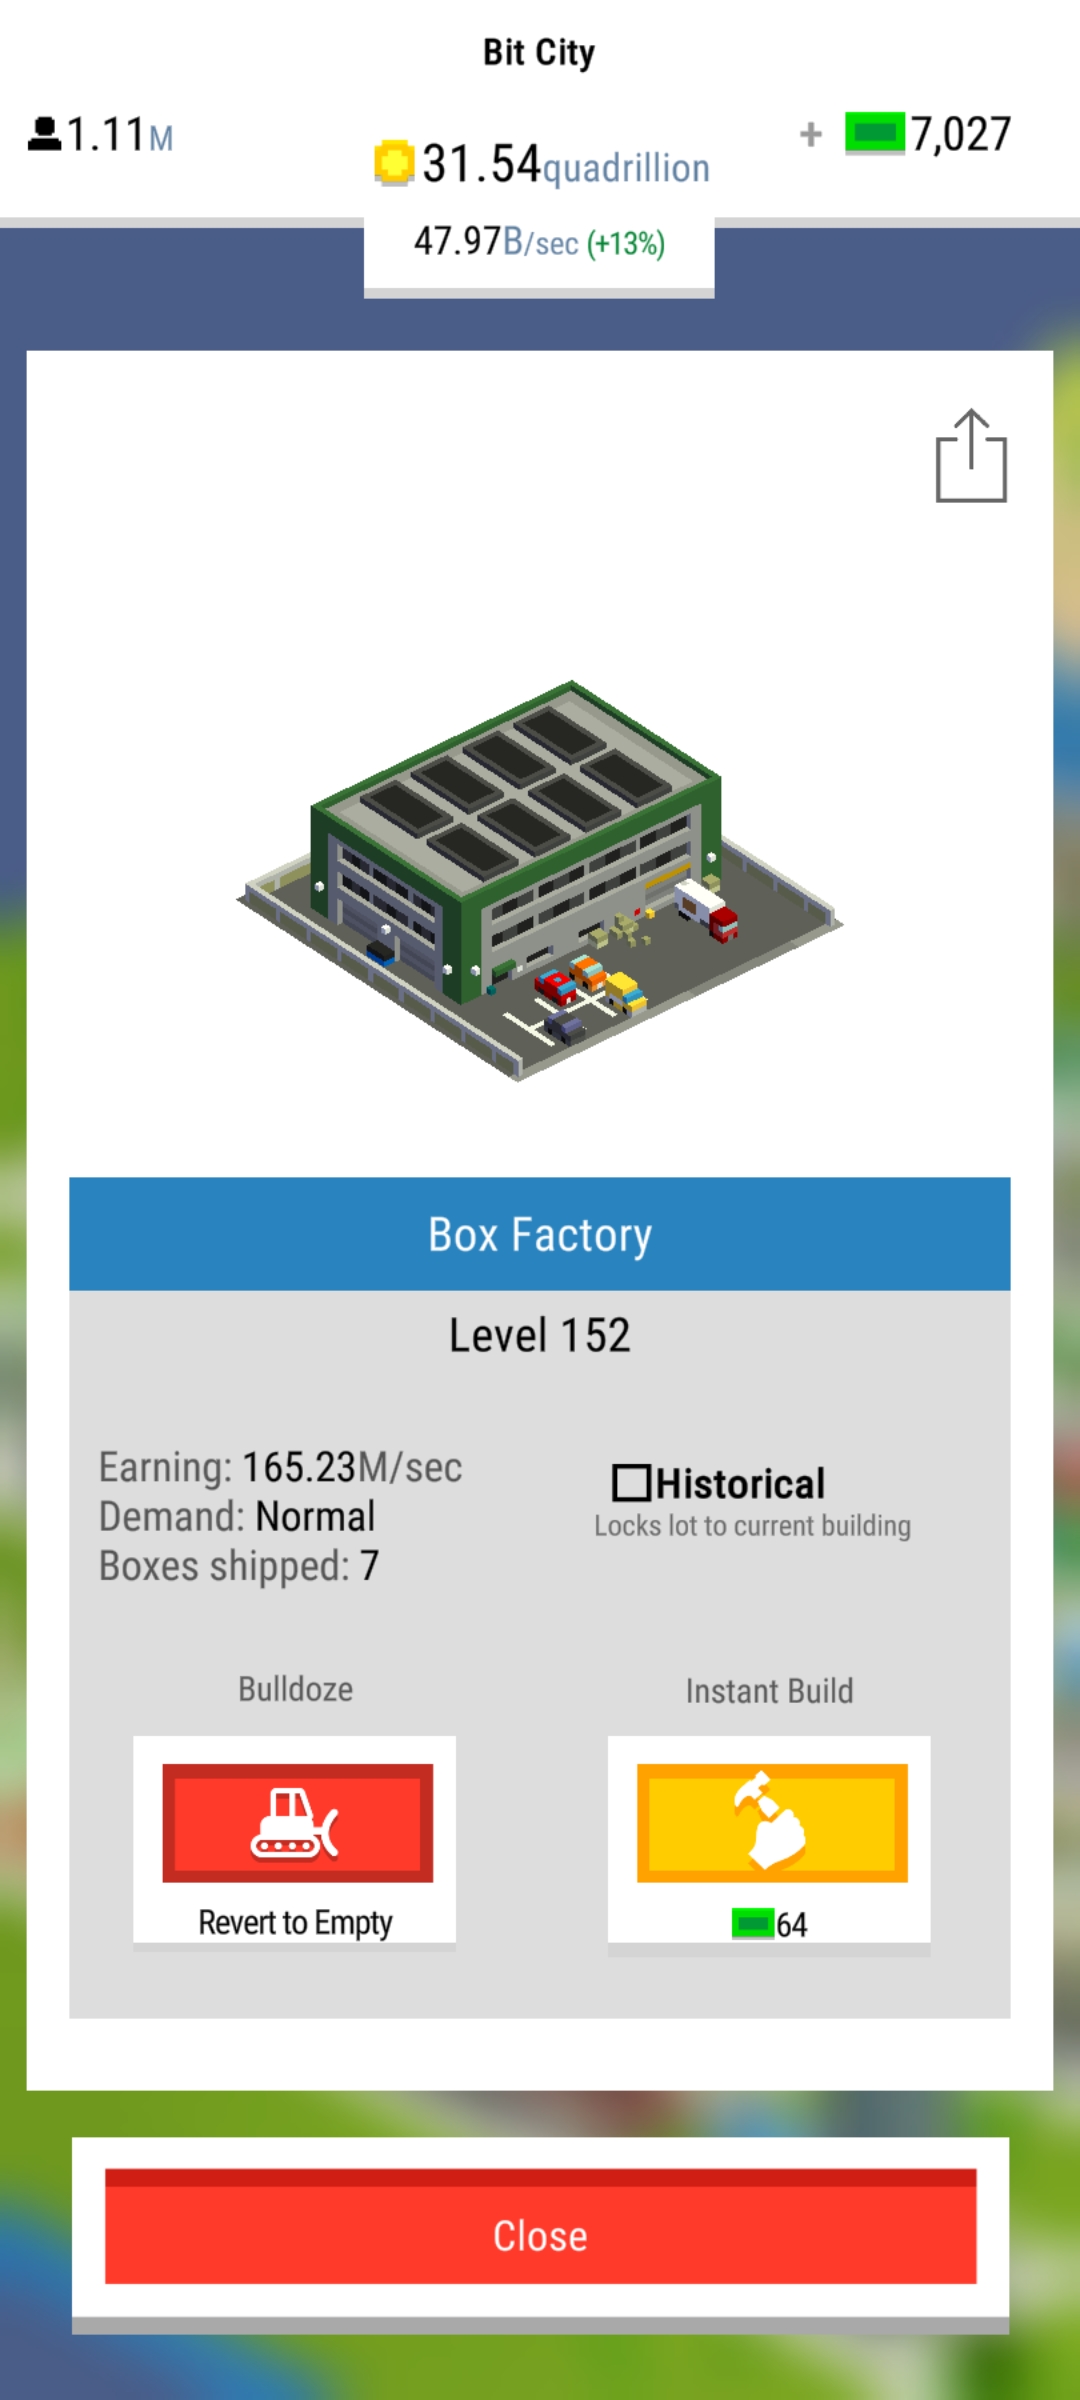 Bit City
1.11M
31.54quadrillion
+ 7,027
47.97B/sec (+13%)
Box Factory
Level 152
Earning: 165.23M/sec
Demand: Normal
Boxes shipped: 7
Historical
Locks lot to current building
Bulldoze
Instant Build
Revert to Empty
64
Close